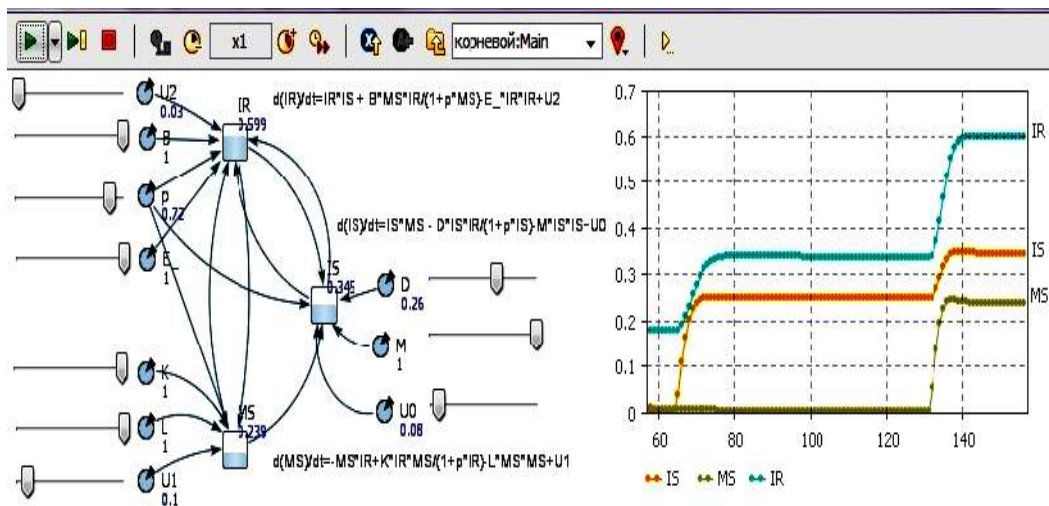 x1
корневой:Main
U2
0.03
B
1
p
0.72
E_
1
IR
0.599
d(IR)/dt=IR*IS + B*MS*IR/(1+p*MS)-E_*IR*IR+U2
d(IS)/dt=IS*MS - D*IS*IR/(1+p*IS)-M*IS*IS-U0
IS
D
0.26
M
1
U0
0.08
K
1
L
1
U1
0.1
MS
0.239
d(MS)/dt=-MS*IR+K*IR*MS/(1+p*IR)-L*MS*MS+U1
0.7
0.6
0.5
0.4
0.3
0.2
0.1
0
60
80
100
120
140
IR
IS
MS
IS
MS
IR